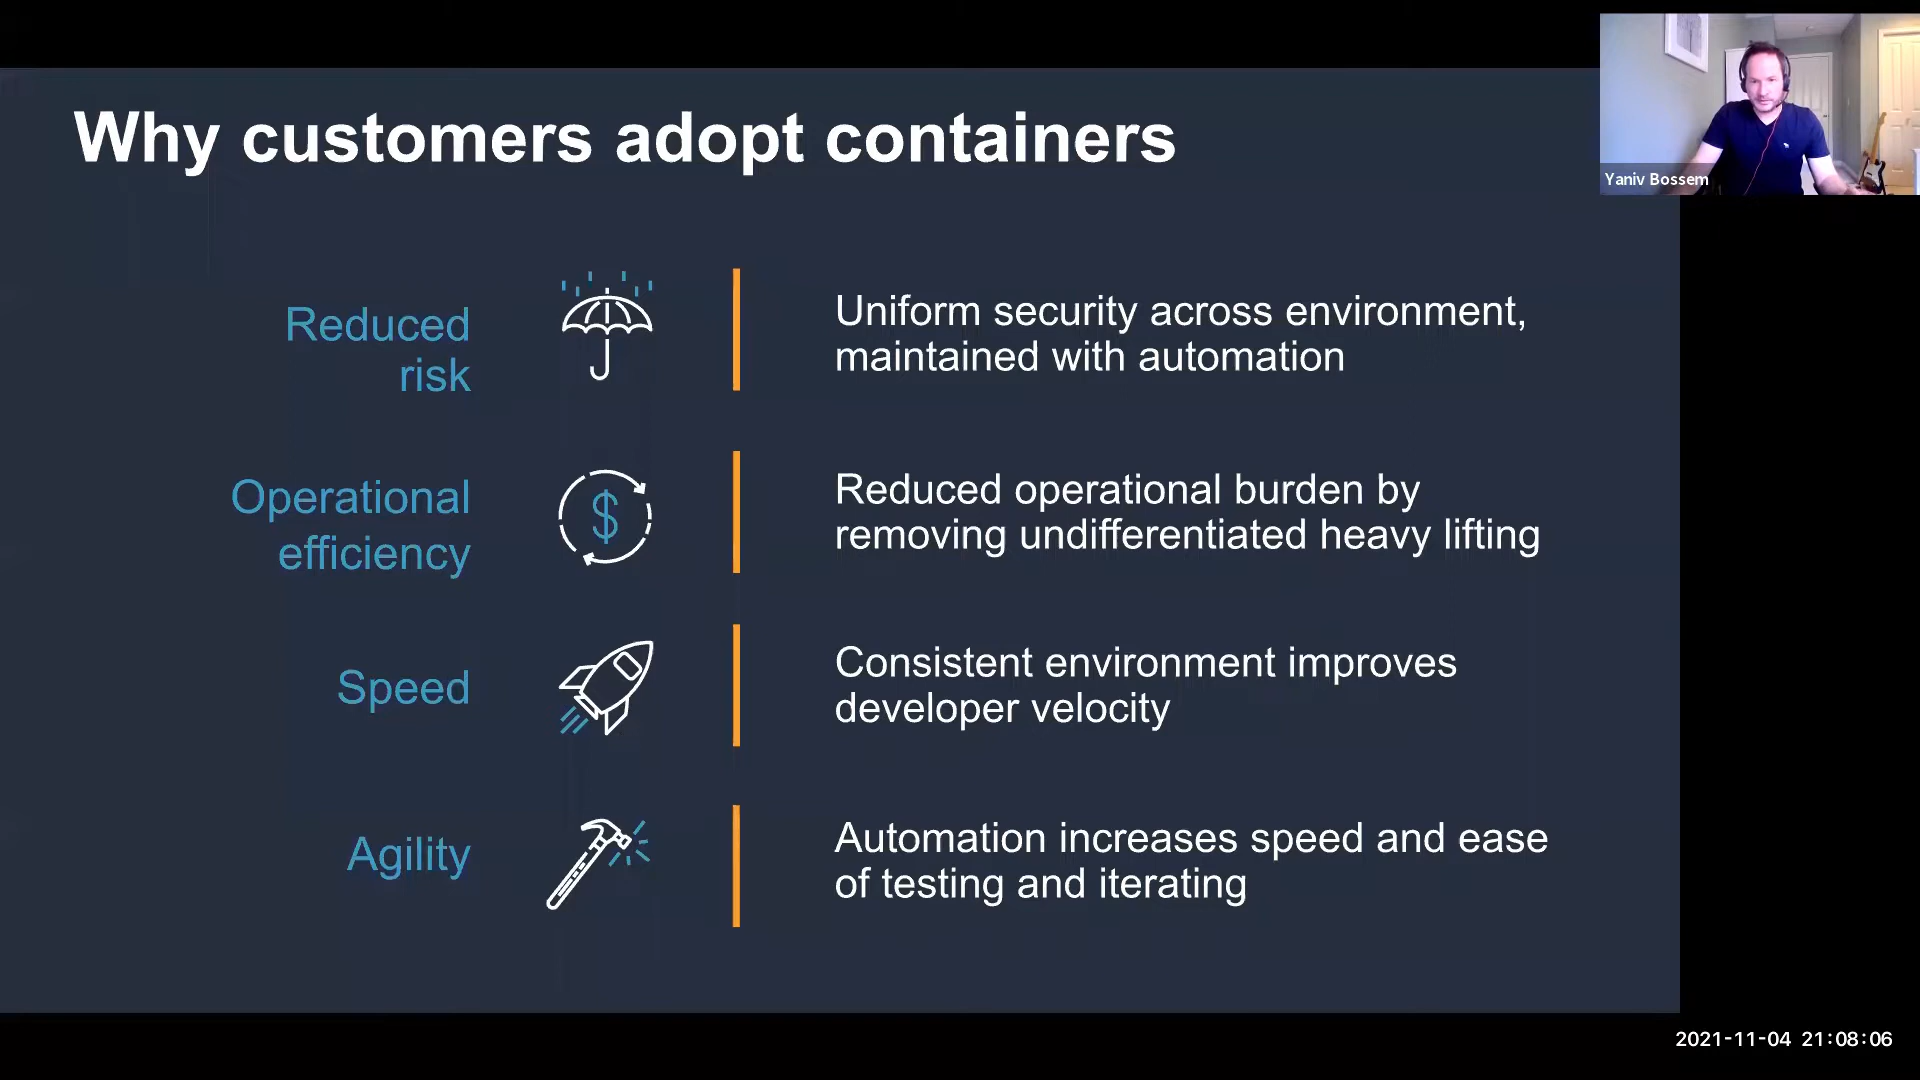 Why customers adopt containers
Yaniv Bossem
Reduced
risk
Uniform security across environment,
maintained with automation
Operational
efficiency
$
Reduced operational burden by
removing undifferentiated heavy lifting
Speed
Consistent environment improves
developer velocity
Agility
Automation increases speed and ease
of testing and iterating
2021-11-04 21:08:06